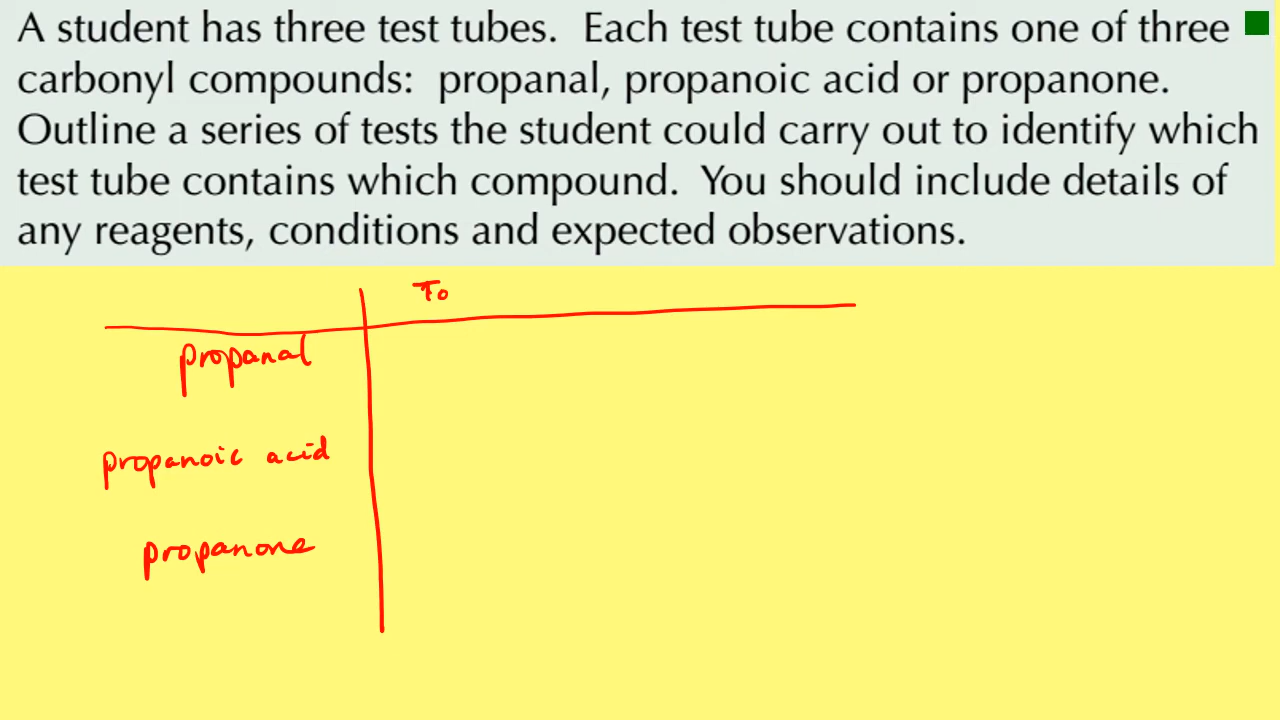 A student has three test tubes. Each test tube contains one of three
carbonyl compounds: propanal, propanoic acid or propanone.
Outline a series of tests the student could carry out to identify which
test tube contains which compound. You should include details of
any reagents, conditions and expected observations.
To
propanal
propanoic acid
propanone